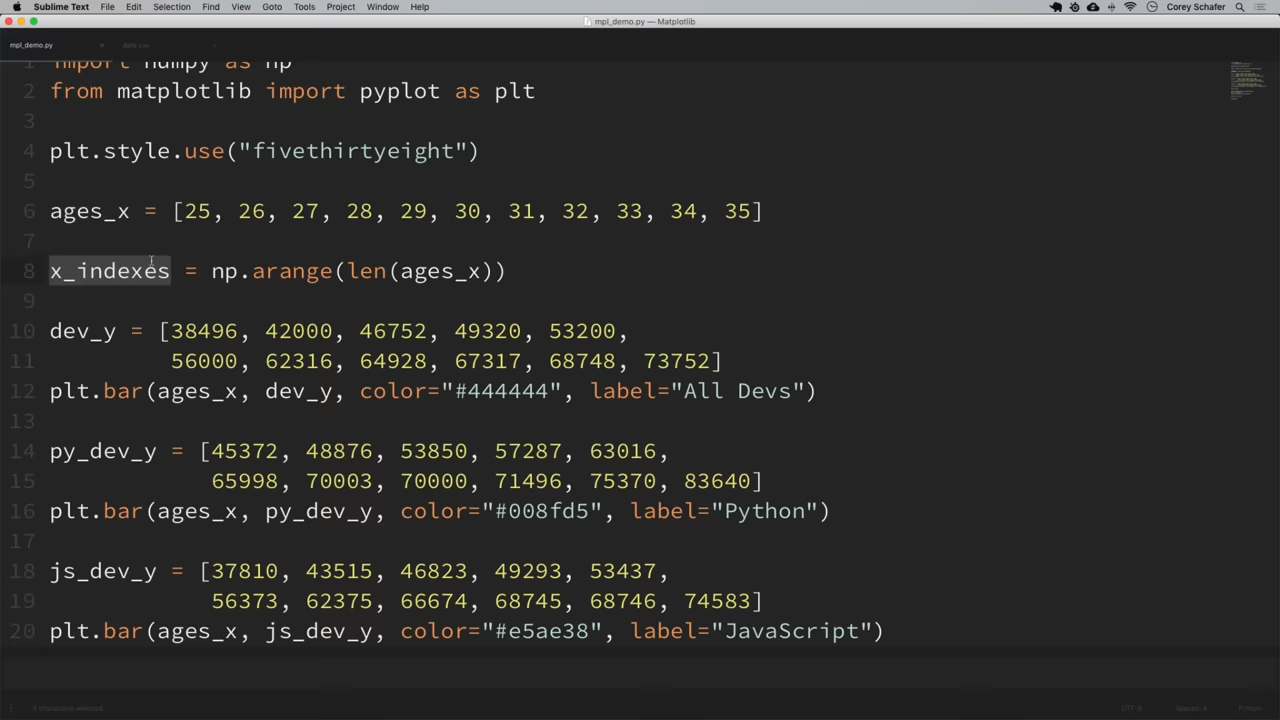 Sublime Text File Edit Selection Find View Goto Tools Project Window Help Corey Schafer
mpl_demo.py — Matplotlib
mpl_demo.py data.csv
1 import numpy as np
2 from matplotlib import pyplot as plt
3
4 plt.style.use("fivethirtyeight")
5
6 ages_x = [25, 26, 27, 28, 29, 30, 31, 32, 33, 34, 35]
7
8 x_indexes = np.arange(len(ages_x))
9
10 dev_y = [38496, 42000, 46752, 49320, 53200,
11 56000, 62316, 64928, 67317, 68748, 73752]
12 plt.bar(ages_x, dev_y, color="#444444", label="All Devs")
13
14 py_dev_y = [45372, 48876, 53850, 57287, 63016,
15 65998, 70003, 70000, 71496, 75370, 83640]
16 plt.bar(ages_x, py_dev_y, color="#008fd5", label="Python")
17
18 js_dev_y = [37810, 43515, 46823, 49293, 53437,
19 56373, 62375, 66674, 68745, 68746, 74583]
20 plt.bar(ages_x, js_dev_y, color="#e5ae38", label="JavaScript")
9 characters selected UTF-8 Spaces: 4 Python